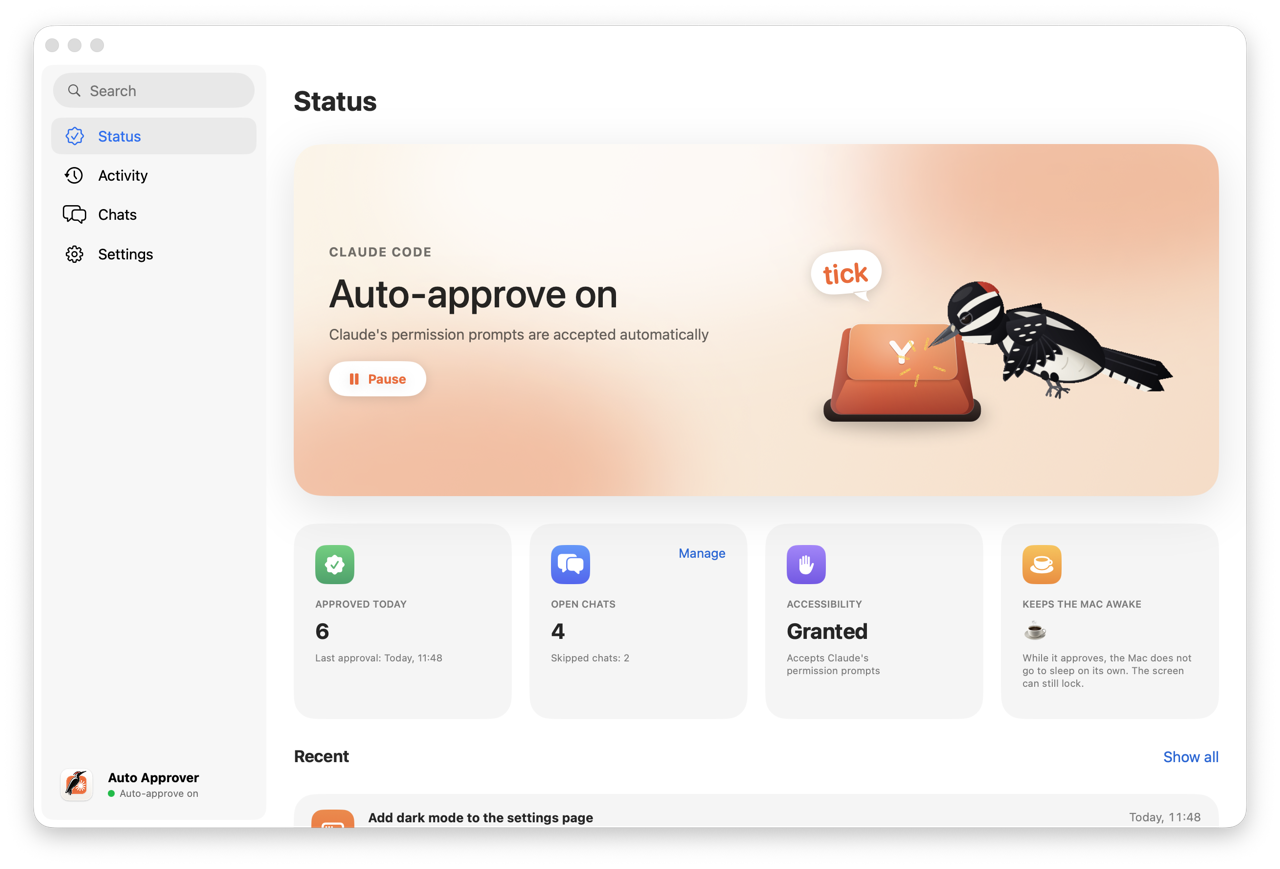 Search
Status
Activity
Chats
Settings
Auto Approver
Auto-approve on
Status
CLAUDE CODE
Auto-approve on
Claude's permission prompts are accepted automatically
Pause
tick
Y
APPROVED TODAY
6
Last approval: Today, 11:48
Manage
OPEN CHATS
4
Skipped chats: 2
ACCESSIBILITY
Granted
Accepts Claude's
permission prompts
KEEPS THE MAC AWAKE
While it approves, the Mac does not
go to sleep on its own. The screen
can still lock.
Recent
Show all
Add dark mode to the settings page
Today, 11:48